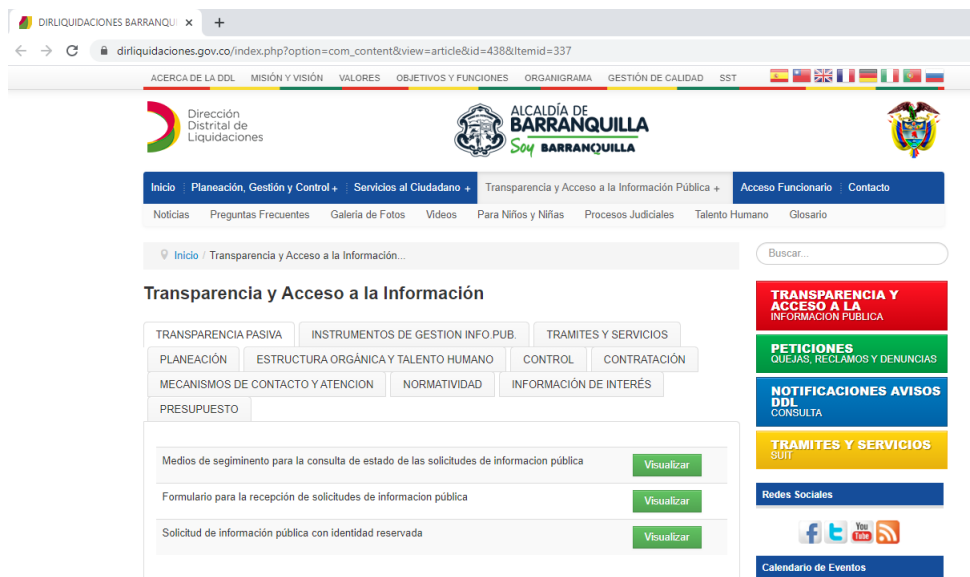 DIRLIQUIDACIONES BARRANQUI
dirliquidaciones.gov.co/index.php?option=com_content&view=article&id=438&Itemid=337
ACERCA DE LA DDL MISIÓN Y VISIÓN VALORES OBJETIVOS Y FUNCIONES ORGANIGRAMA GESTIÓN DE CALIDAD SST
Dirección
Distrital de
Liquidaciones
ALCALDÍA DE
BARRANQUILLA
Soy BARRANQUILLA
Inicio Planeación, Gestión y Control + Servicios al Ciudadano + Transparencia y Acceso a la Información Pública + Acceso Funcionario Contacto
Noticias Preguntas Frecuentes Galeria de Fotos Videos Para Niños y Niñas Procesos Judiciales Talento Humano Glosario
Inicio / Transparencia y Acceso a la Información...
Buscar...
Transparencia y Acceso a la Información
TRANSPARENCIA PASIVA INSTRUMENTOS DE GESTION INFO.PUB. TRAMITES Y SERVICIOS
PLANEACIÓN ESTRUCTURA ORGÁNICA Y TALENTO HUMANO CONTROL CONTRATACIÓN
MECANISMOS DE CONTACTO Y ATENCION NORMATIVIDAD INFORMACIÓN DE INTERÉS
PRESUPUESTO
Medios de segiminento para la consulta de estado de las solicitudes de informacion pública Visualizar
Formulario para la recepción de solicitudes de informacion pública Visualizar
Solicitud de información pública con identidad reservada Visualizar
TRANSPARENCIA Y
ACCESO A LA
INFORMACION PUBLICA
PETICIONES
QUEJAS, RECLAMOS Y DENUNCIAS
NOTIFICACIONES AVISOS
DDL
CONSULTA
TRAMITES Y SERVICIOS
SUIT
Redes Sociales
You
Tube
Calendario de Eventos